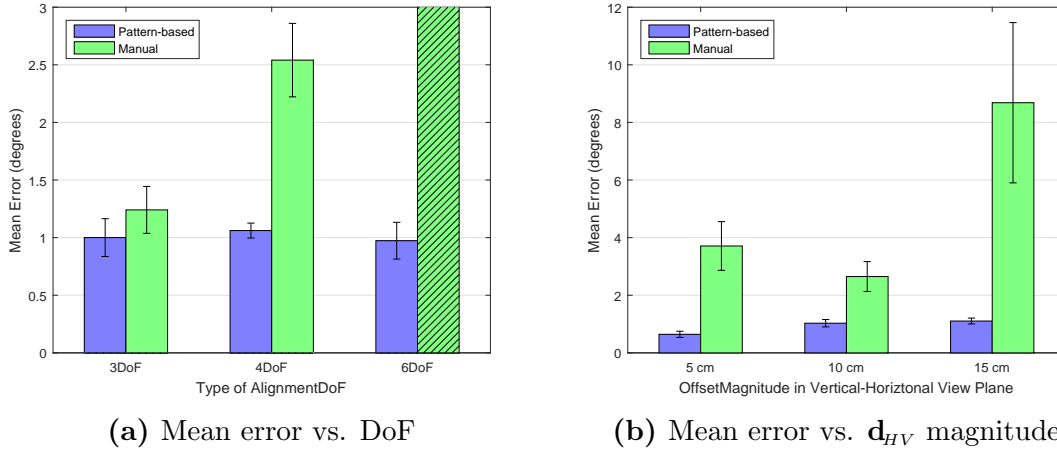 3
2.5
2
1.5
1
0.5
0
Mean Error (degrees)
Pattern-based
Manual
3DoF
4DoF
6DoF
Type of AlignmentDoF
(a) Mean error vs. DoF
12
10
8
6
4
2
0
Mean Error (degrees)
Pattern-based
Manual
5 cm
10 cm
15 cm
OffsetMagnitude in Vertical-Horiztonal View Plane
(b) Mean error vs. d_HV magnitude